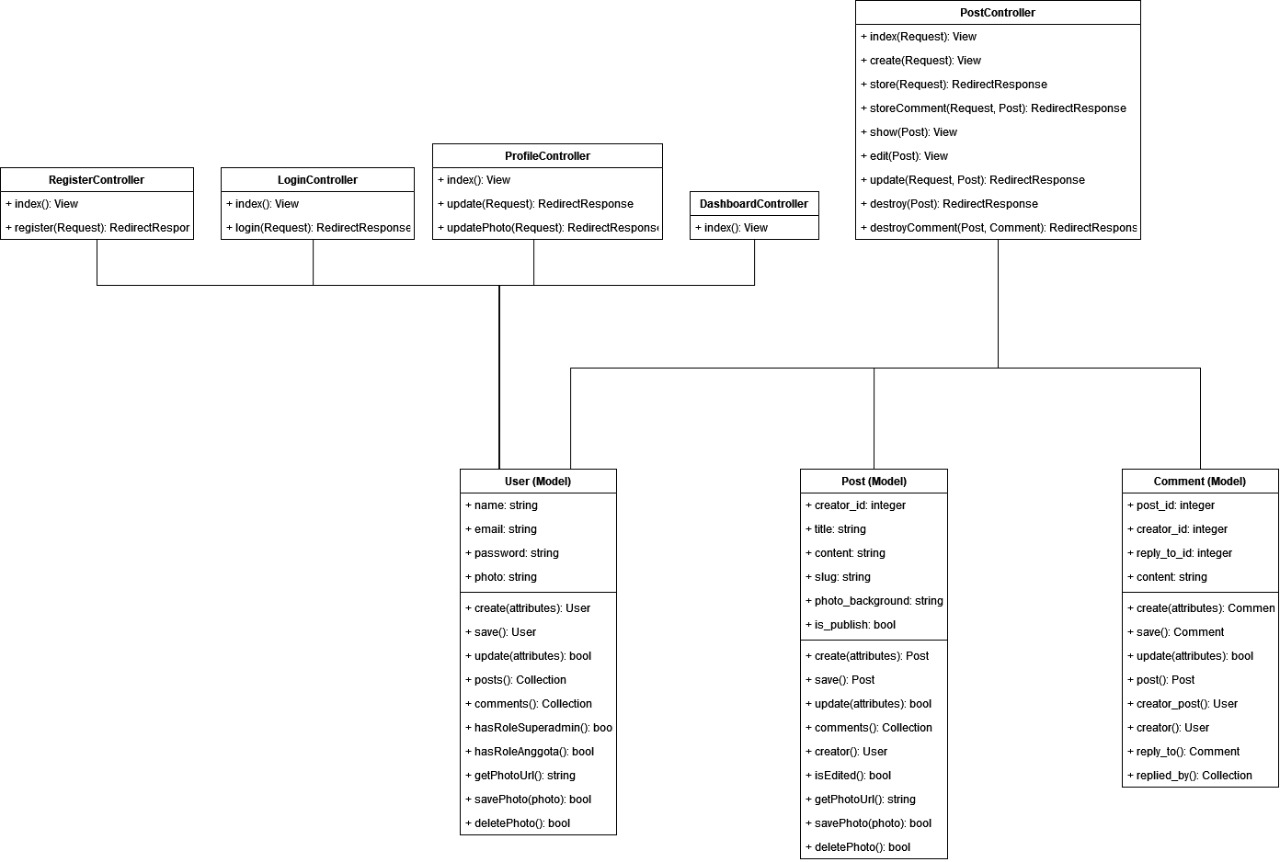 PostController
+ index(Request): View
+ create(Request): View
+ store(Request): RedirectResponse
+ storeComment(Request, Post): RedirectResponse
+ show(Post): View
+ edit(Post): View
+ update(Request, Post): RedirectResponse
+ destroy(Post): RedirectResponse
+ destroyComment(Post, Comment): RedirectRespons
RegisterController
+ index(): View
+ register(Request): RedirectRespor
LoginController
+ index(): View
+ login(Request): RedirectResponse
ProfileController
+ index(): View
+ update(Request): RedirectResponse
+ updatePhoto(Request): RedirectResponse
DashboardController
+ index(): View
User (Model)
+ name: string
+ email: string
+ password: string
+ photo: string
+ create(attributes): User
+ save(): User
+ update(attributes): bool
+ posts(): Collection
+ comments(): Collection
+ hasRoleSuperadmin(): boo
+ hasRoleAnggota(): bool
+ getPhotoUrl(): string
+ savePhoto(photo): bool
+ deletePhoto(): bool
Post (Model)
+ creator_id: integer
+ title: string
+ content: string
+ slug: string
+ photo_background: string
+ is_publish: bool
+ create(attributes): Post
+ save(): Post
+ update(attributes): bool
+ comments(): Collection
+ creator(): User
+ isEdited(): bool
+ getPhotoUrl(): string
+ savePhoto(photo): bool
+ deletePhoto(): bool
Comment (Model)
+ post_id: integer
+ creator_id: integer
+ reply_to_id: integer
+ content: string
+ create(attributes): Commen
+ save(): Comment
+ update(attributes): bool
+ post(): Post
+ creator_post(): User
+ creator(): User
+ reply_to(): Comment
+ replied_by(): Collection